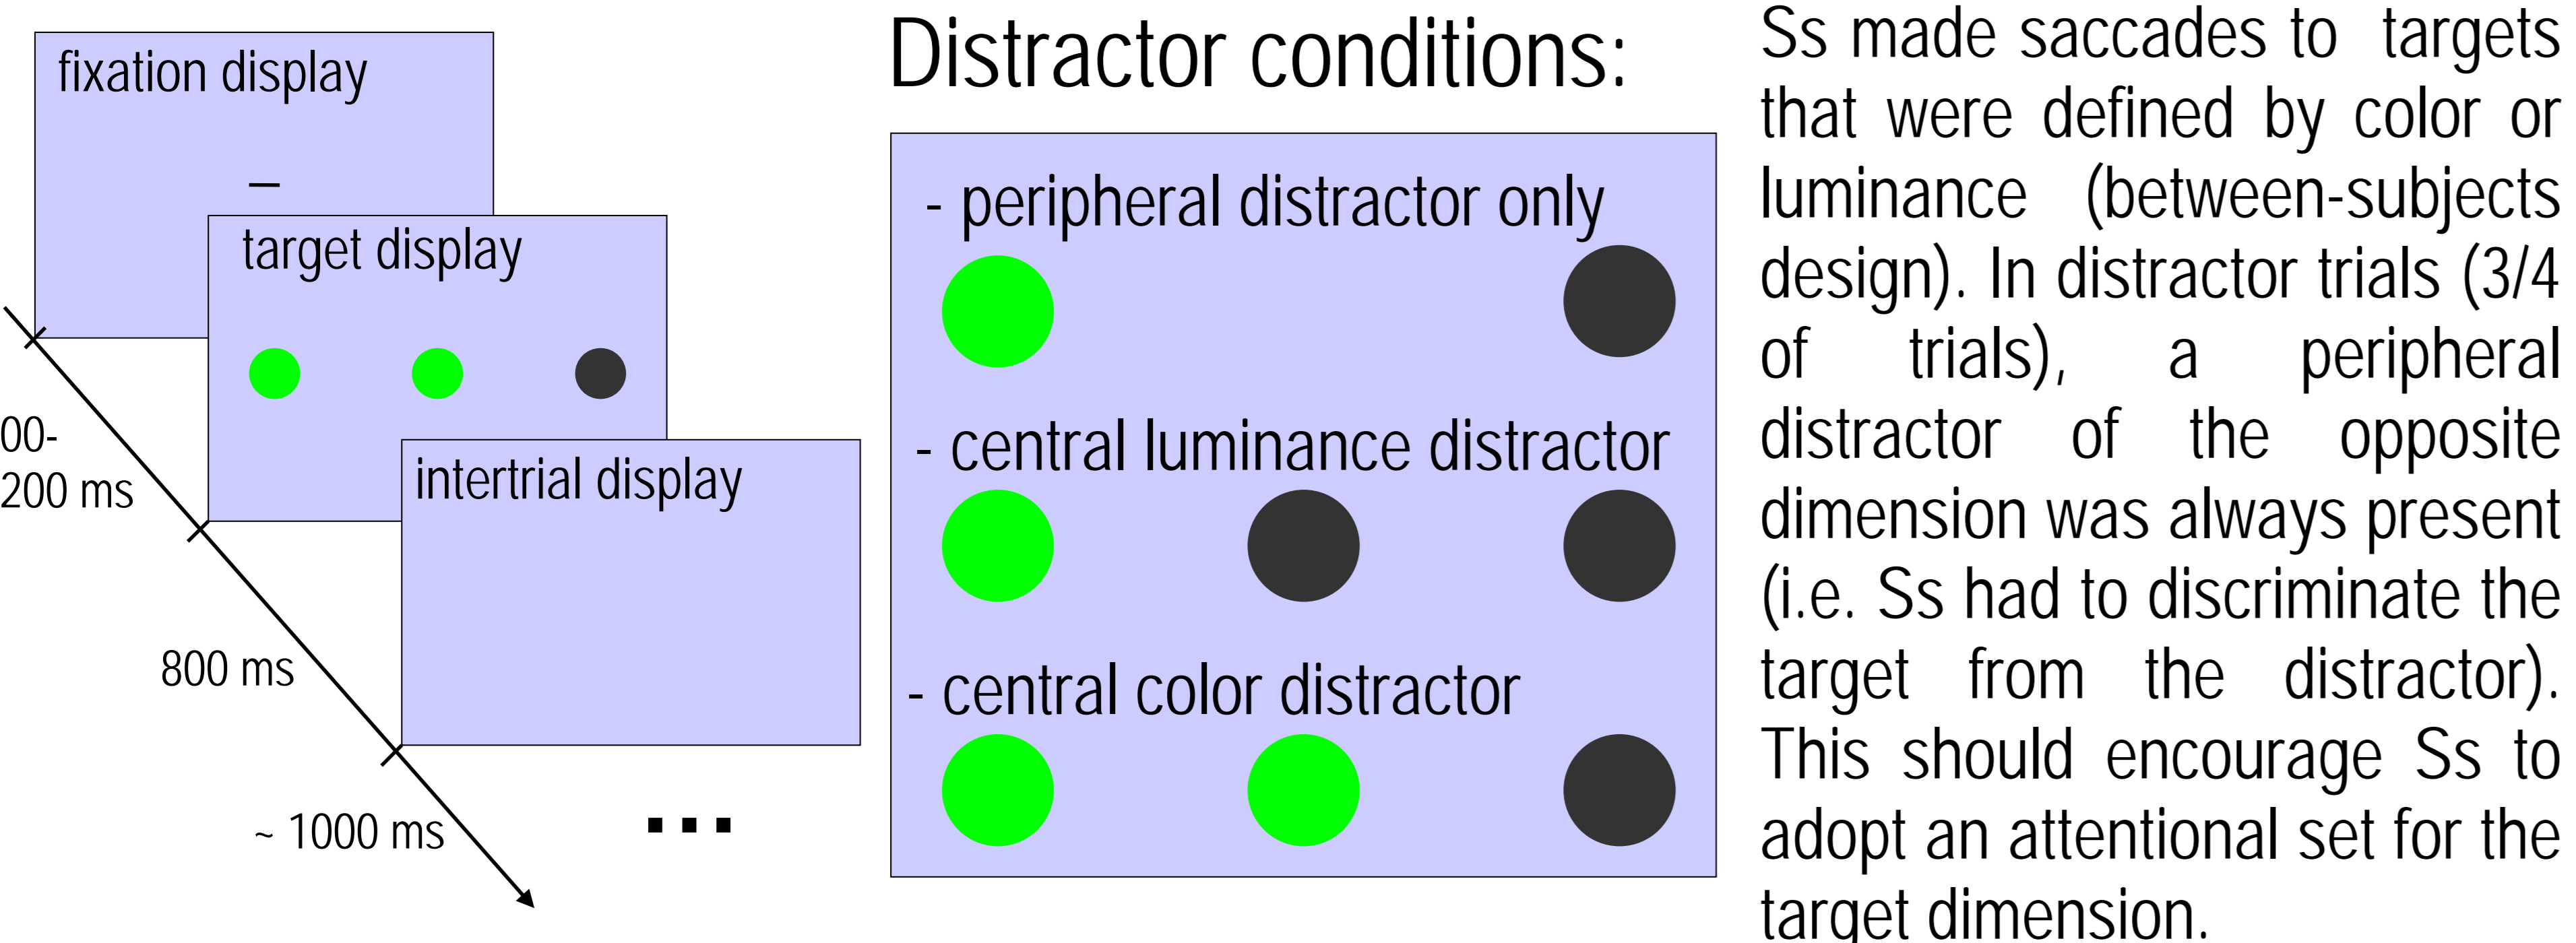 fixation display
–
target display
intertrial display
00-
200 ms
800 ms
~ 1000 ms
...
Distractor conditions:
- peripheral distractor only
- central luminance distractor
- central color distractor
Ss made saccades to targets
that were defined by color or
luminance (between-subjects
design). In distractor trials (3/4
of trials), a peripheral
distractor of the opposite
dimension was always present
(i.e. Ss had to discriminate the
target from the distractor).
This should encourage Ss to
adopt an attentional set for the
target dimension.